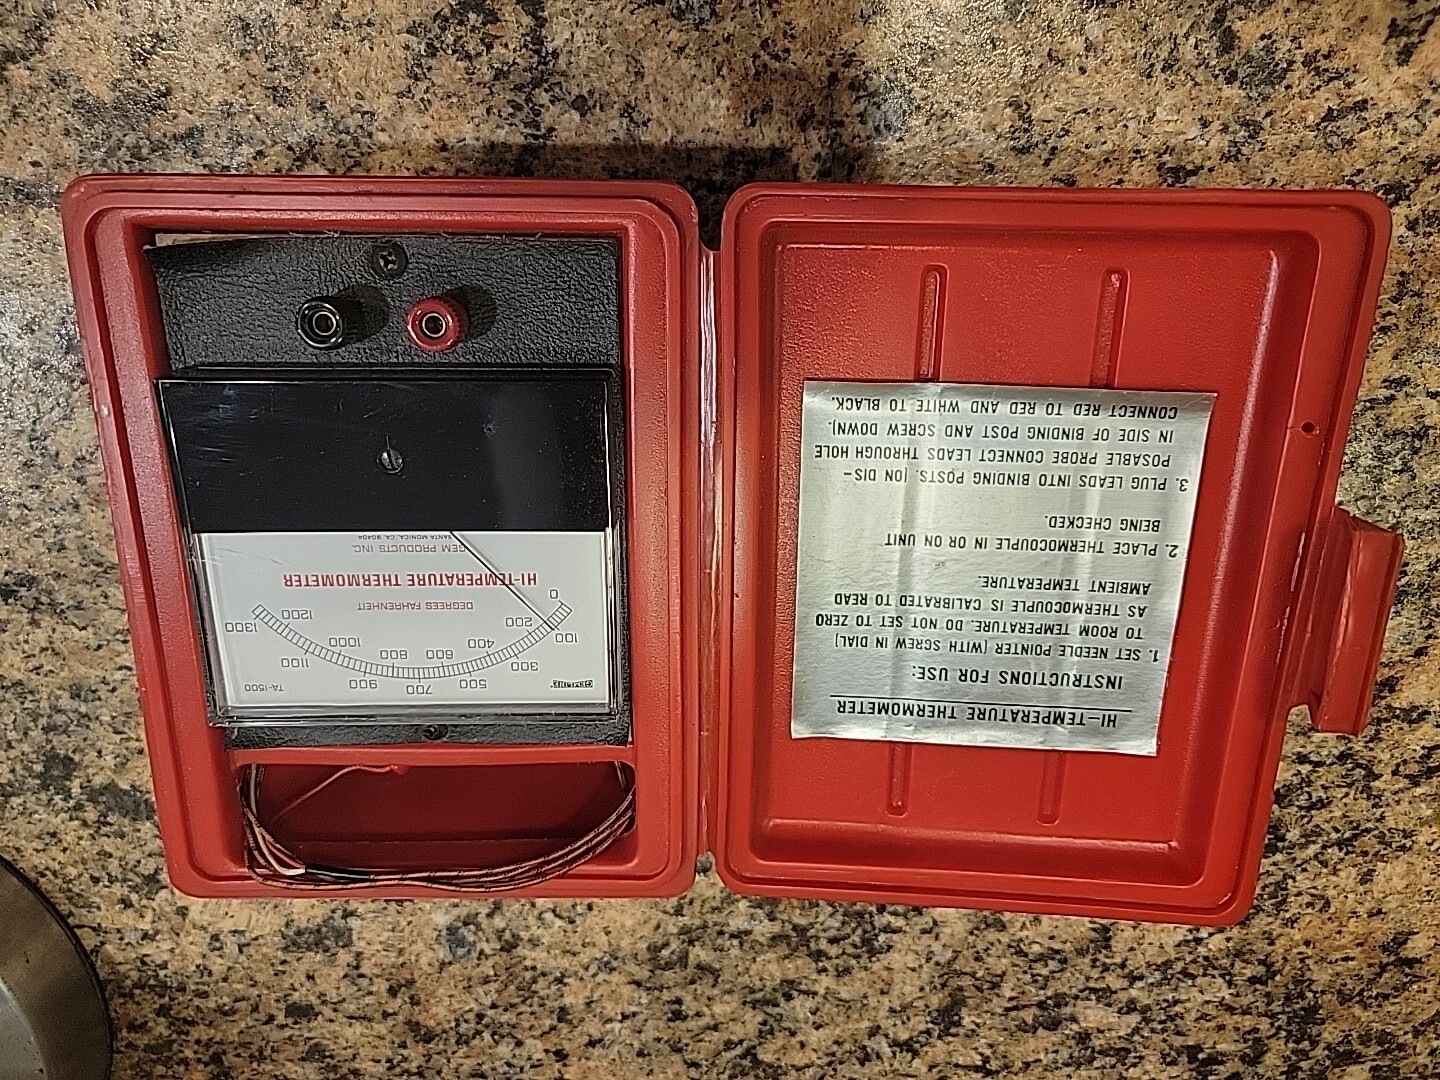 HI-TEMPERATURE THERMOMETER
INSTRUCTIONS FOR USE:
1. SET NEEDLE POINTER (WITH SCREW IN DIAL)
TO ROOM TEMPERATURE. DO NOT SET TO ZERO
AS THERMOCOUPLE IS CALIBRATED TO READ
AMBIENT TEMPERATURE.
2. PLACE THERMOCOUPLE IN OR ON UNIT
BEING CHECKED.
3. PLUG LEADS INTO BINDING POSTS. (ON DIS-
POSABLE PROBE CONNECT LEADS THROUGH HOLE
IN SIDE OF BINDING POST AND SCREW DOWN).
CONNECT RED TO RED AND WHITE TO BLACK.
GEMLINE TA-1500
0 100 200 300 400 500 600 700 800 900 1000 1100 1200 1300
DEGREES FAHRENHEIT
HI-TEMPERATURE THERMOMETER
GEM PRODUCTS INC.
SANTA MONICA, CA. 90404